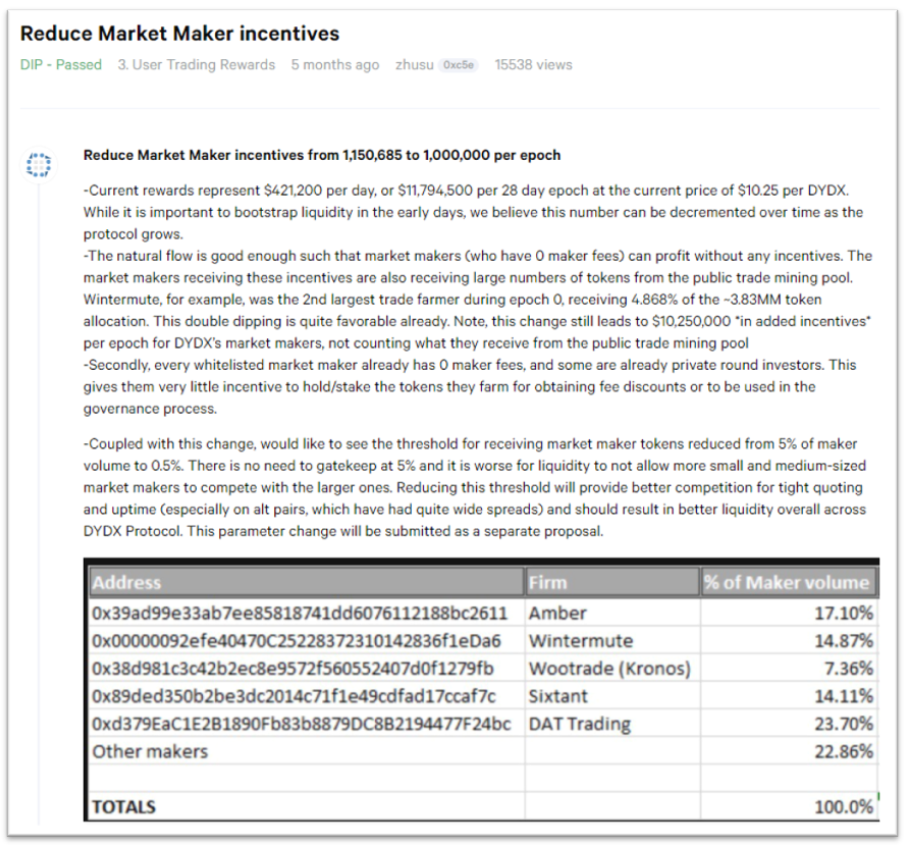 Reduce Market Maker incentives
DIP - Passed 3. User Trading Rewards 5 months ago zhusu 0xc5e 15538 views
Reduce Market Maker incentives from 1,150,685 to 1,000,000 per epoch
-Current rewards represent $421,200 per day, or $11,794,500 per 28 day epoch at the current price of $10.25 per DYDX.
While it is important to bootstrap liquidity in the early days, we believe this number can be decremented over time as the
protocol grows.
-The natural flow is good enough such that market makers (who have 0 maker fees) can profit without any incentives. The
market makers receiving these incentives are also receiving large numbers of tokens from the public trade mining pool.
Wintermute, for example, was the 2nd largest trade farmer during epoch 0, receiving 4.868% of the ~3.83MM token
allocation. This double dipping is quite favorable already. Note, this change still leads to $10,250,000 *in added incentives*
per epoch for DYDX's market makers, not counting what they receive from the public trade mining pool
-Secondly, every whitelisted market maker already has 0 maker fees, and some are already private round investors. This
gives them very little incentive to hold/stake the tokens they farm for obtaining fee discounts or to be used in the
governance process.
-Coupled with this change, would like to see the threshold for receiving market maker tokens reduced from 5% of maker
volume to 0.5%. There is no need to gatekeep at 5% and it is worse for liquidity to not allow more small and medium-sized
market makers to compete with the larger ones. Reducing this threshold will provide better competition for tight quoting
and uptime (especially on alt pairs, which have had quite wide spreads) and should result in better liquidity overall across
DYDX Protocol. This parameter change will be submitted as a separate proposal.
Address Firm % of Maker volume
0x39ad99e33ab7ee85818741dd6076112188bc2611 Amber 17.10%
0x00000092efe40470C25228372310142836f1eDa6 Wintermute 14.87%
0x38d981c3c42b2ec8e9572f560552407d0f1279fb Wootrade (Kronos) 7.36%
0x89ded350b2be3dc2014c71f1e49cdfad17ccaf7c Sixtant 14.11%
0xd379EaC1E2B1890Fb83b8879DC8B2194477F24bc DAT Trading 23.70%
Other makers 22.86%
TOTALS 100.0%